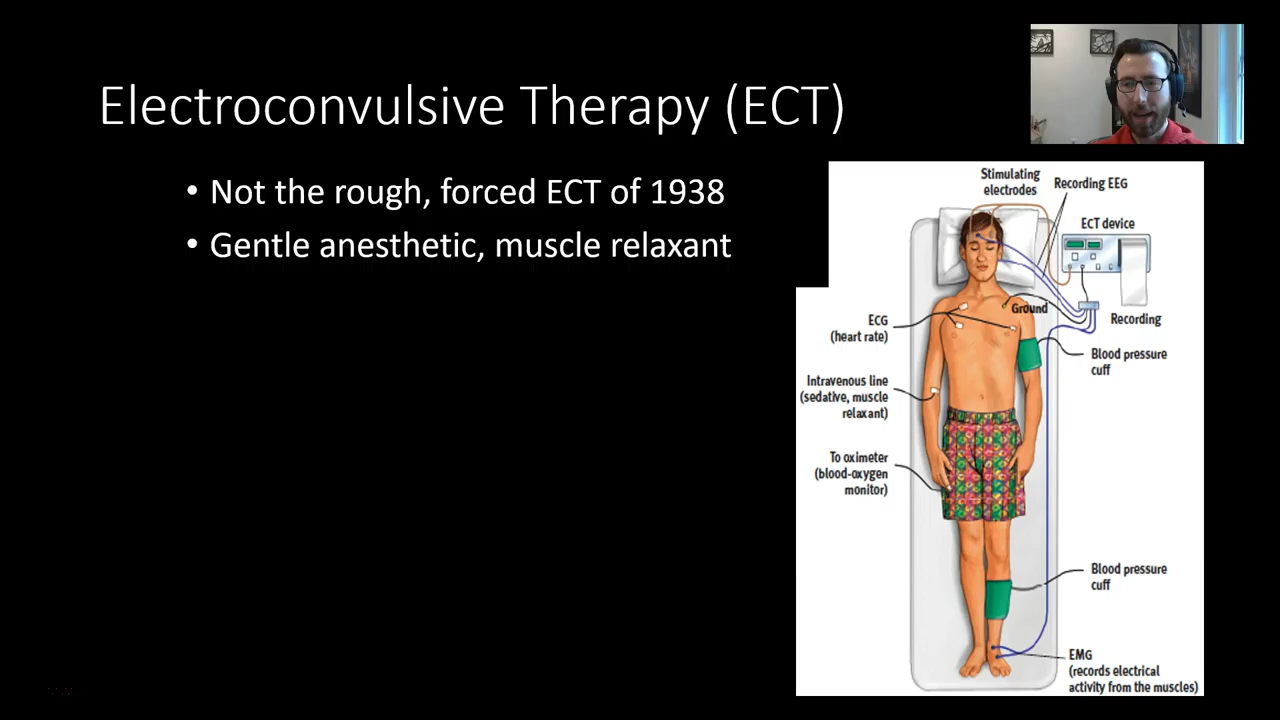 Electroconvulsive Therapy (ECT)
• Not the rough, forced ECT of 1938
• Gentle anesthetic, muscle relaxant
Stimulating
electrodes
Recording EEG
ECT device
Ground
Recording
ECG
(heart rate)
Blood pressure
cuff
Intravenous line
(sedative, muscle
relaxant)
To oximeter
(blood-oxygen
monitor)
Blood pressure
cuff
EMG
(records electrical
activity from the muscles)